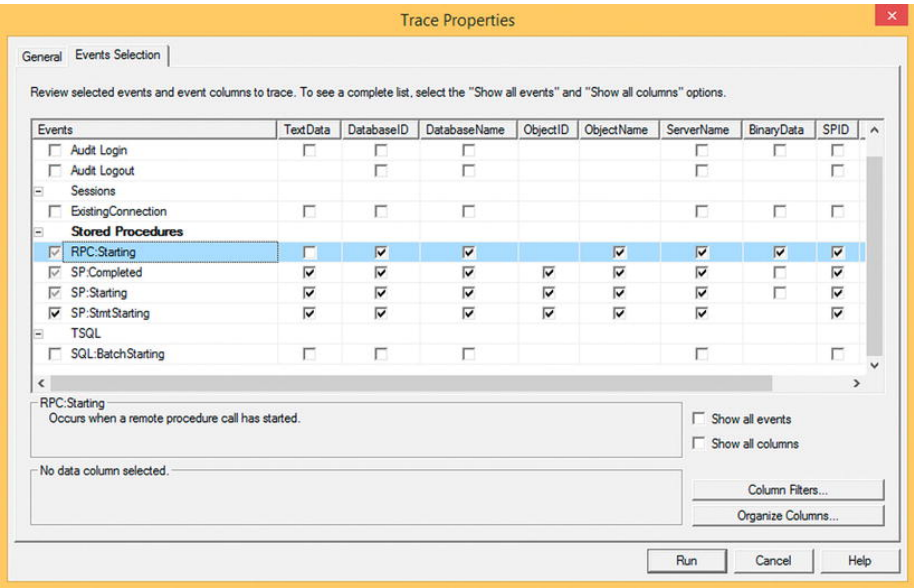 Trace Properties
General Events Selection
Review selected events and event columns to trace. To see a complete list, select the "Show all events" and "Show all columns" options.
Events TextData DatabaseID DatabaseName ObjectID ObjectName ServerName BinaryData SPID
Audit Login
Audit Logout
Sessions
ExistingConnection
Stored Procedures
RPC:Starting
SP:Completed
SP:Starting
SP:StmtStarting
TSQL
SQL:BatchStarting
RPC:Starting
Occurs when a remote procedure call has started.
Show all events
Show all columns
No data column selected.
Column Filters...
Organize Columns...
Run Cancel Help